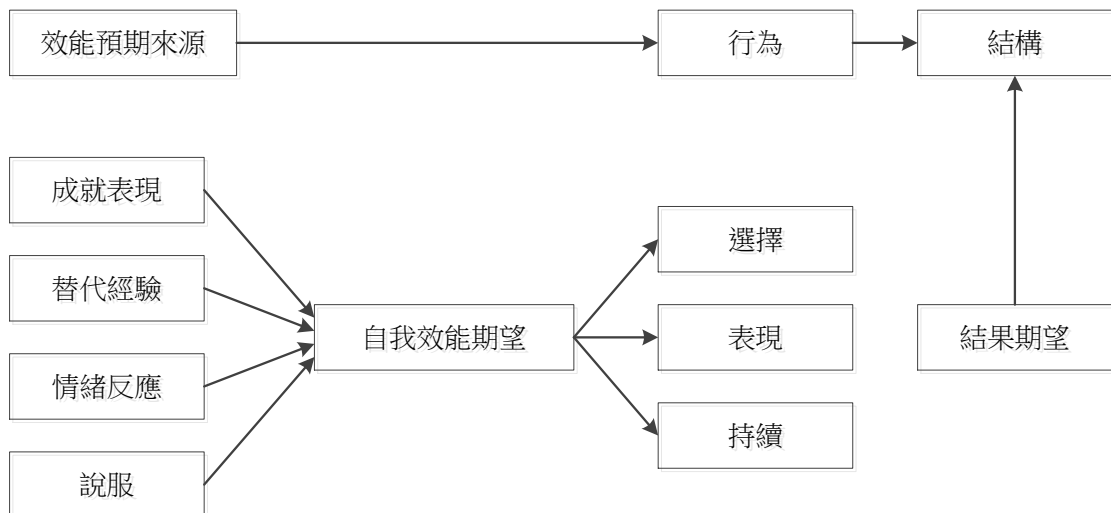 效能預期來源
行為
結構
成就表現
替代經驗
情緒反應
說服
自我效能期望
選擇
表現
持續
結果期望